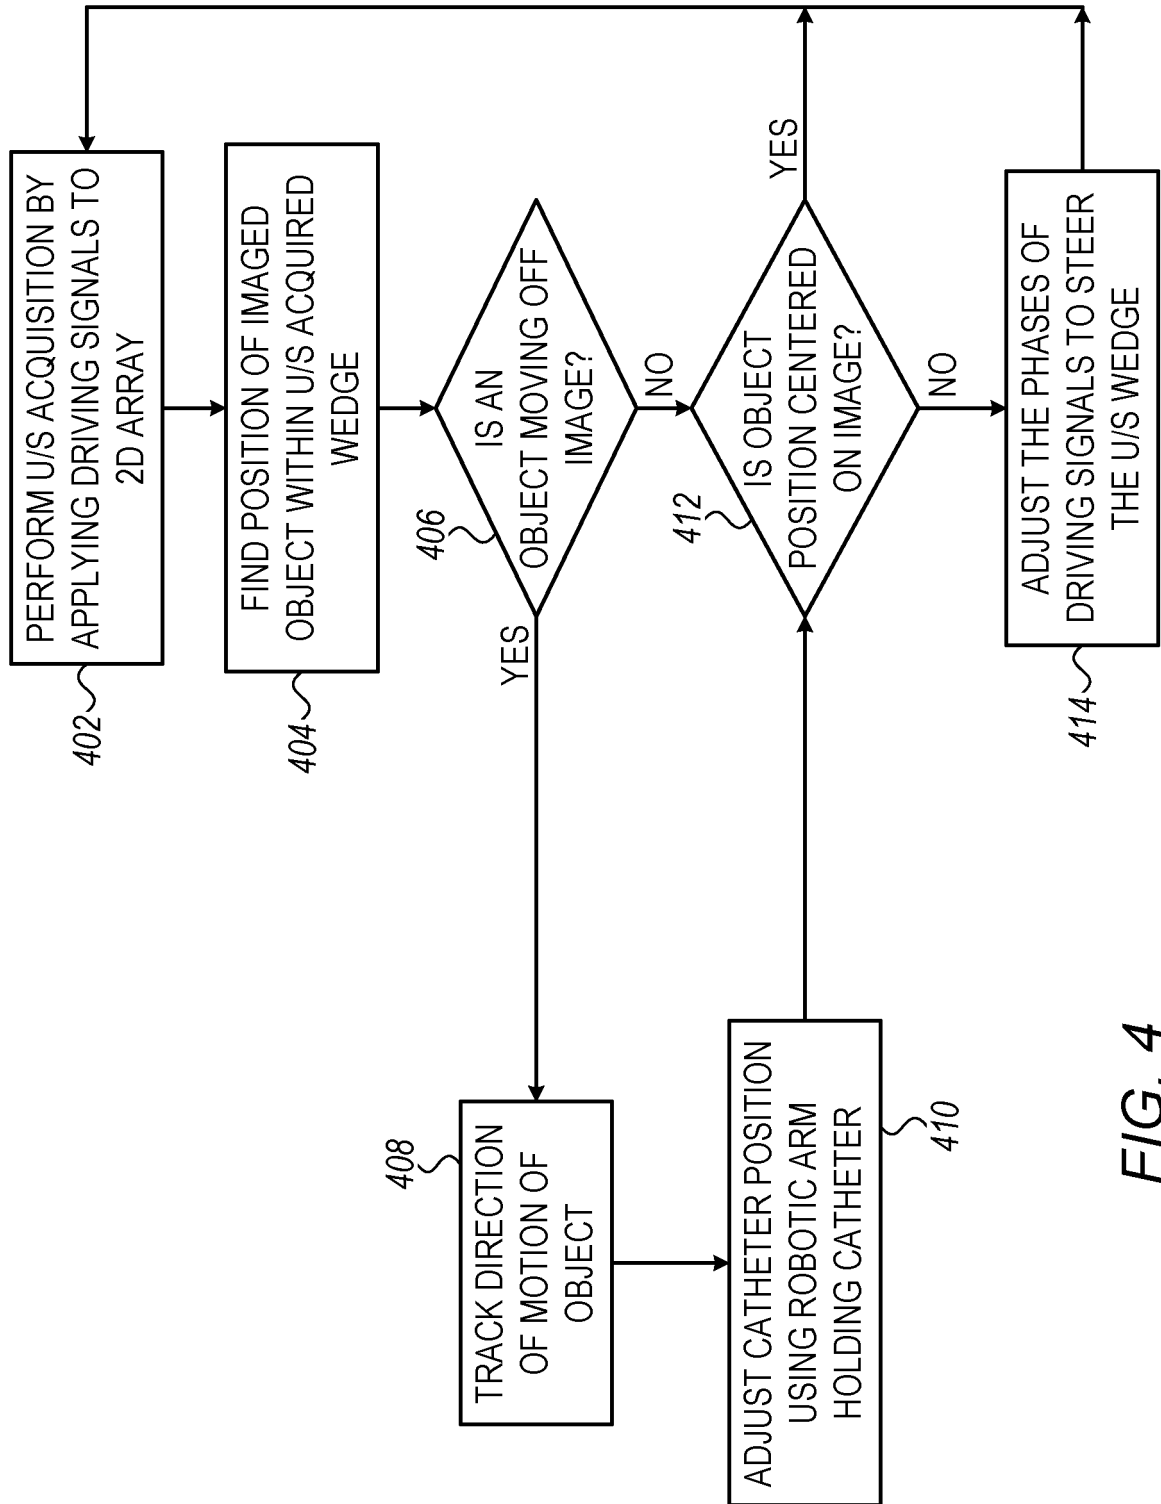 PERFORM U/S ACQUISITION BY
APPLYING DRIVING SIGNALS TO
2D ARRAY
402
FIND POSITION OF IMAGED
OBJECT WITHIN U/S ACQUIRED
WEDGE
404
IS AN
OBJECT MOVING OFF
IMAGE?
406
YES
NO
TRACK DIRECTION
OF MOTION OF
OBJECT
408
ADJUST CATHETER POSITION
USING ROBOTIC ARM
HOLDING CATHETER
410
IS OBJECT
POSITION CENTERED
ON IMAGE?
412
YES
NO
ADJUST THE PHASES OF
DRIVING SIGNALS TO STEER
THE U/S WEDGE
414
FIG. 4